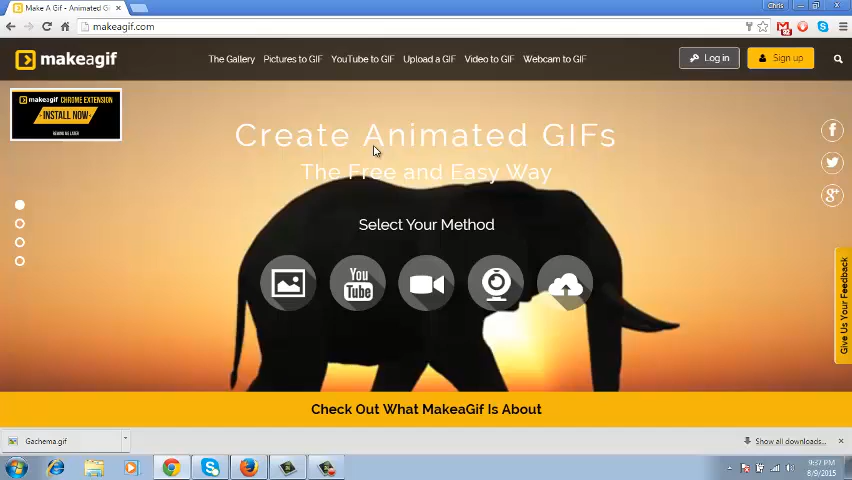 Make A Gif - Animated G
Chris
makeagif.com
makeagif
The Gallery Pictures to GIF YouTube to GIF Upload a GIF Video to GIF Webcam to GIF
Log in
Sign up
makeagif CHROME EXTENSION
INSTALL NOW
REMIND ME LATER
Create Animated GIFs
The Free and Easy Way
Select Your Method
You
Tube
Give Us Your Feedback
Check Out What MakeaGif Is About
Gachema.gif
Show all downloads...
9:37 PM
8/9/2015